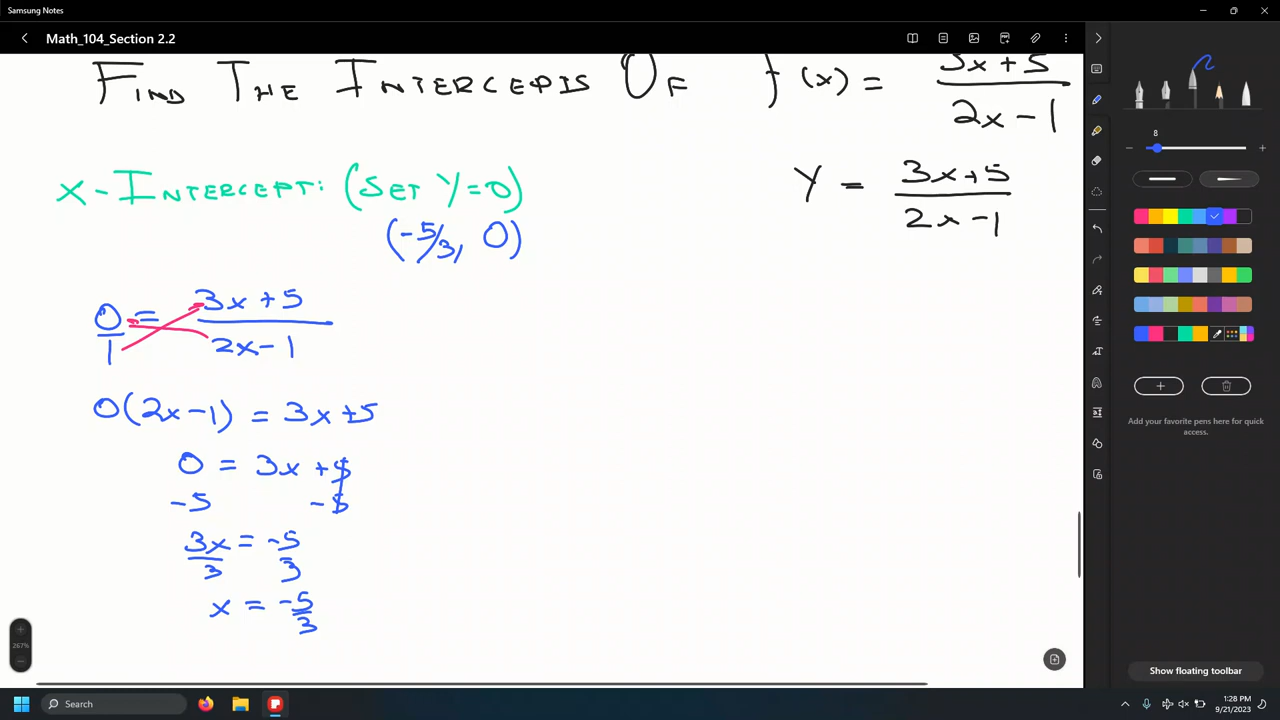 Samsung Notes
Math_104_Section 2.2
FIND THE INTERCEPTS OF f(x) = 3x+5
2x-1
X-INTERCEPT: (SET Y=0)
(-5/3, 0)
Y = 3x+5
2x-1
0 = 3x+5
1 2x-1
0(2x-1) = 3x+5
0 = 3x+5
-5 -5
3x = -5
3 3
x = -5
3
8
Add your favorite pens here for quick access.
Show floating toolbar
267%
Search
1:28 PM
9/21/2023